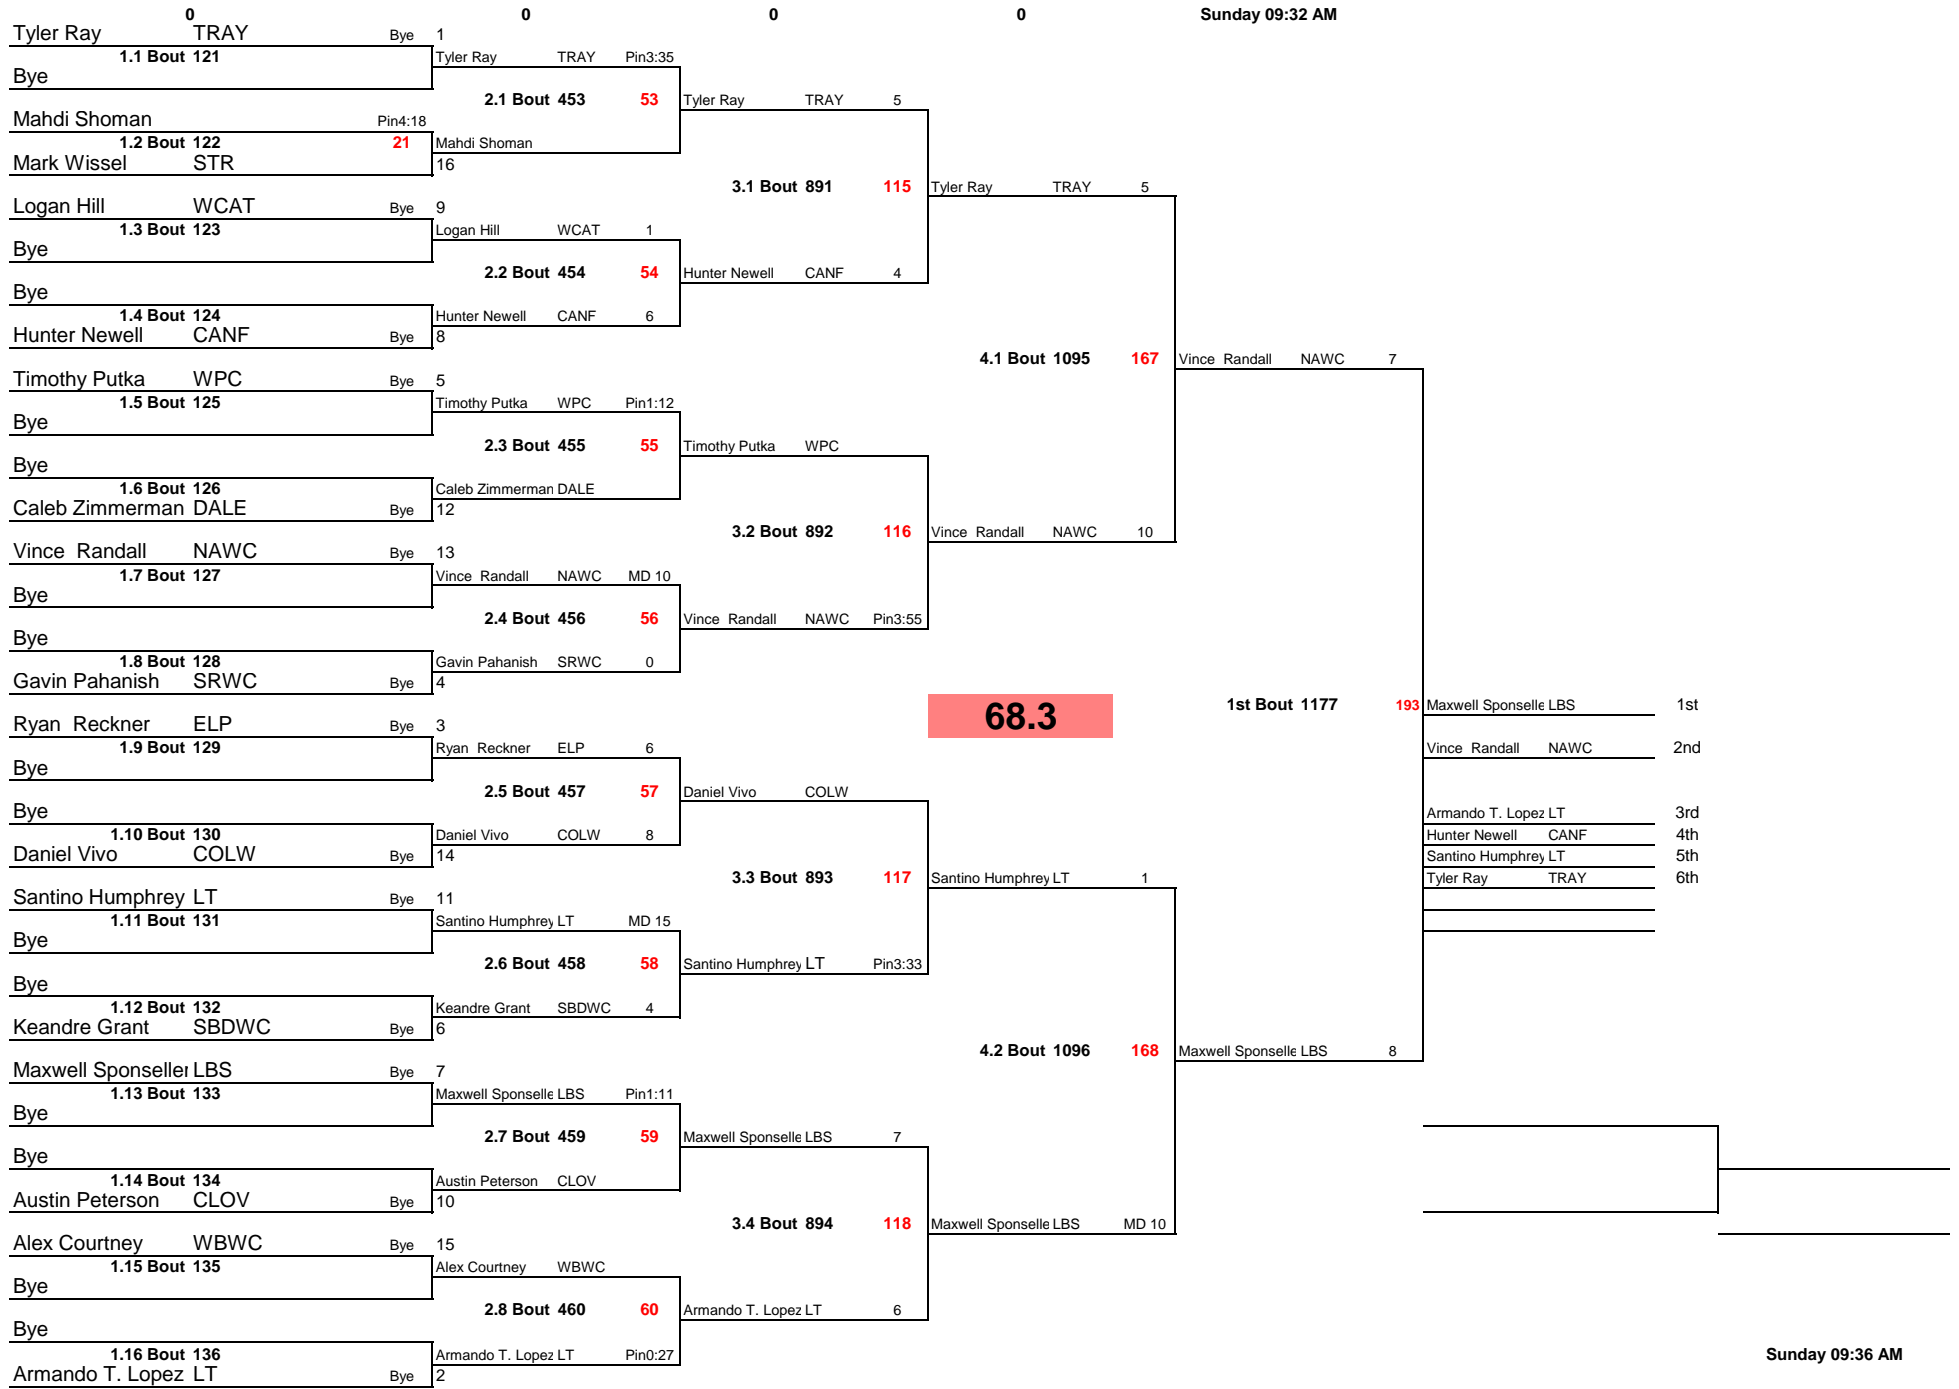 0 0 0 0 Sunday 09:32 AM
Tyler Ray TRAY Bye 1
1.1 Bout 121 Tyler Ray TRAY Pin3:35
Bye
2.1 Bout 453 53 Tyler Ray TRAY 5
Mahdi Shoman Pin4:18
1.2 Bout 122 21 Mahdi Shoman
Mark Wissel STR 16
3.1 Bout 891 115 Tyler Ray TRAY 5
Logan Hill WCAT Bye 9
1.3 Bout 123 Logan Hill WCAT 1
Bye
2.2 Bout 454 54 Hunter Newell CANF 4
Bye
1.4 Bout 124 Hunter Newell CANF 6
Hunter Newell CANF Bye 8
4.1 Bout 1095 167 Vince Randall NAWC 7
Timothy Putka WPC Bye 5
1.5 Bout 125 Timothy Putka WPC Pin1:12
Bye
2.3 Bout 455 55 Timothy Putka WPC
Bye
1.6 Bout 126 Caleb Zimmerman DALE
Caleb Zimmerman DALE Bye 12
3.2 Bout 892 116 Vince Randall NAWC 10
Vince Randall NAWC Bye 13
1.7 Bout 127 Vince Randall NAWC MD 10
Bye
2.4 Bout 456 56 Vince Randall NAWC Pin3:55
Bye
1.8 Bout 128 Gavin Pahanish SRWC 0
Gavin Pahanish SRWC Bye 4
68.3 1st Bout 1177 193 Maxwell Sponselle LBS 1st
Ryan Reckner ELP Bye 3
1.9 Bout 129 Ryan Reckner ELP 6 Vince Randall NAWC 2nd
Bye
2.5 Bout 457 57 Daniel Vivo COLW
Bye Armando T. Lopez LT 3rd
1.10 Bout 130 Daniel Vivo COLW 8 Hunter Newell CANF 4th
Daniel Vivo COLW Bye 14 Santino Humphrey LT 5th
3.3 Bout 893 117 Santino Humphrey LT 1 Tyler Ray TRAY 6th
Santino Humphrey LT Bye 11
1.11 Bout 131 Santino Humphrey LT MD 15
Bye
2.6 Bout 458 58 Santino Humphrey LT Pin3:33
Bye
1.12 Bout 132 Keandre Grant SBDWC 4
Keandre Grant SBDWC Bye 6
4.2 Bout 1096 168 Maxwell Sponselle LBS 8
Maxwell Sponseller LBS Bye 7
1.13 Bout 133 Maxwell Sponselle LBS Pin1:11
Bye
2.7 Bout 459 59 Maxwell Sponselle LBS 7
Bye
1.14 Bout 134 Austin Peterson CLOV
Austin Peterson CLOV Bye 10
3.4 Bout 894 118 Maxwell Sponselle LBS MD 10
Alex Courtney WBWC Bye 15
1.15 Bout 135 Alex Courtney WBWC
Bye
2.8 Bout 460 60 Armando T. Lopez LT 6
Bye
1.16 Bout 136 Armando T. Lopez LT Pin0:27 Sunday 09:36 AM
Armando T. Lopez LT Bye 2